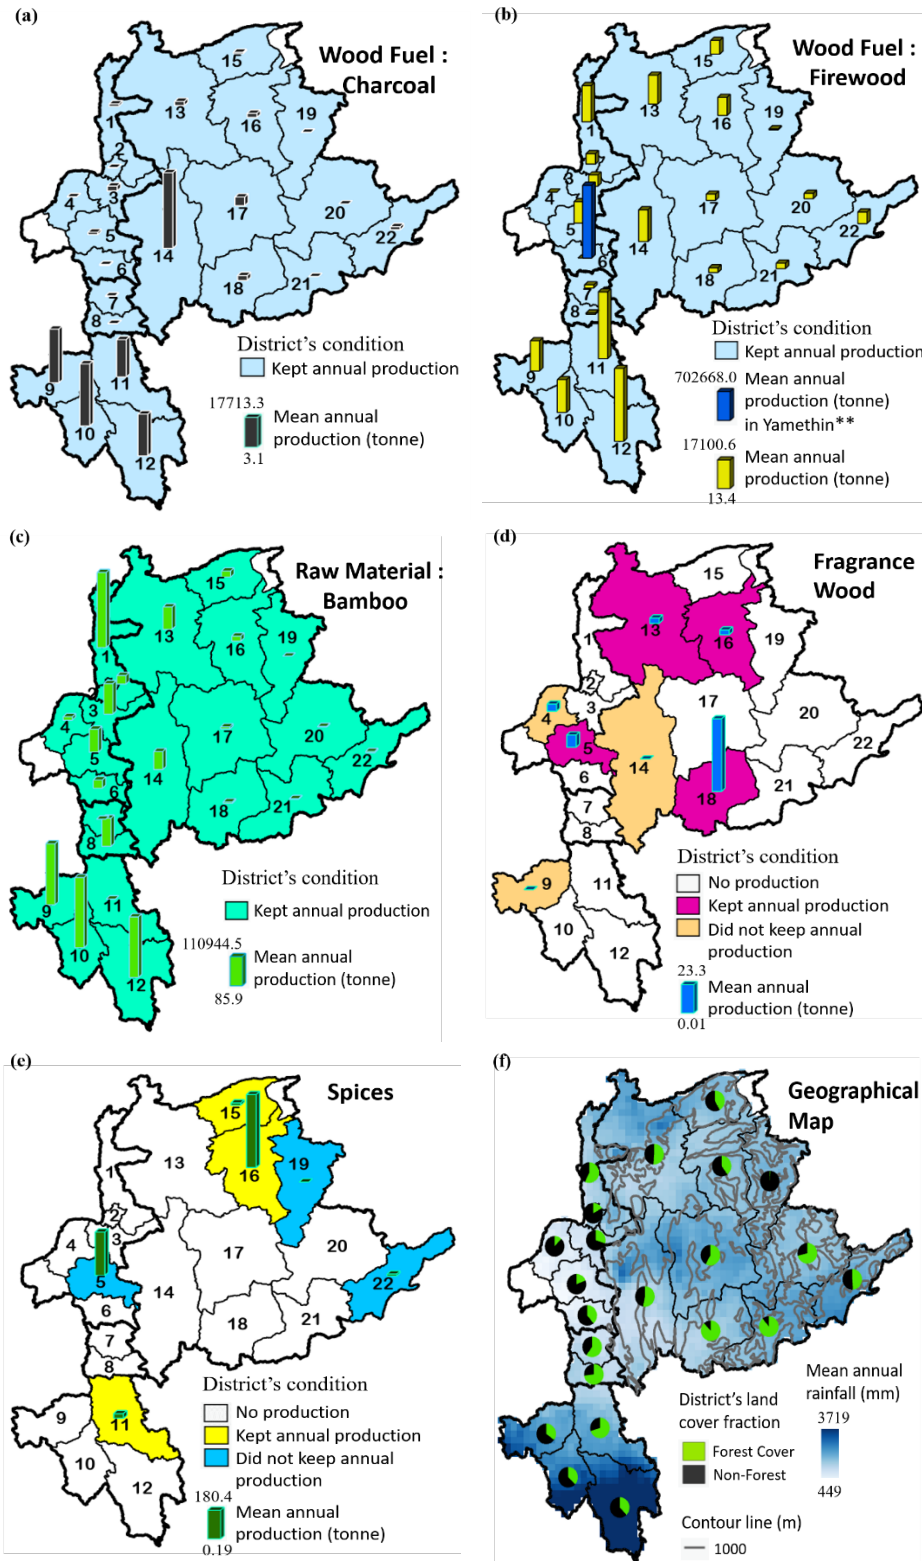 (a)
Wood Fuel :
Charcoal
15
1
13
16
19
2
3
4
17
20
5
22
14
6
18
21
7
8
District's condition
Kept annual production
9
11
17713.3
Mean annual
production (tonne)
3.1
10
12
(b)
Wood Fuel :
Firewood
15
1
13
16
19
3
4
17
20
5
22
14
6
18
21
7
8
District's condition
Kept annual production
9
11
702668.0
Mean annual
production (tonne)
in Yamethin**
10
12
17100.6
Mean annual
production (tonne)
13.4
(c)
Raw Material :
Bamboo
15
13
16
19
1
2
3
4
17
20
5
22
14
6
18
21
8
District's condition
Kept annual production
9
11
10
110944.5
Mean annual
production (tonne)
85.9
12
(d)
Fragrance
Wood
15
13
16
19
1
2
3
4
17
20
5
22
14
6
18
21
7
8
District's condition
No production
Kept annual production
Did not keep annual
production
9
11
10
12
23.3
Mean annual
production (tonne)
0.01
(e)
Spices
15
13
16
19
1
2
3
4
17
20
5
22
14
6
18
21
7
8
District's condition
No production
Kept annual production
Did not keep annual
production
9
11
10
12
180.4
Mean annual
production (tonne)
0.19
(f)
Geographical
Map
Mean annual
rainfall (mm)
3719
449
District's land
cover fraction
Forest Cover
Non-Forest
Contour line (m)
1000